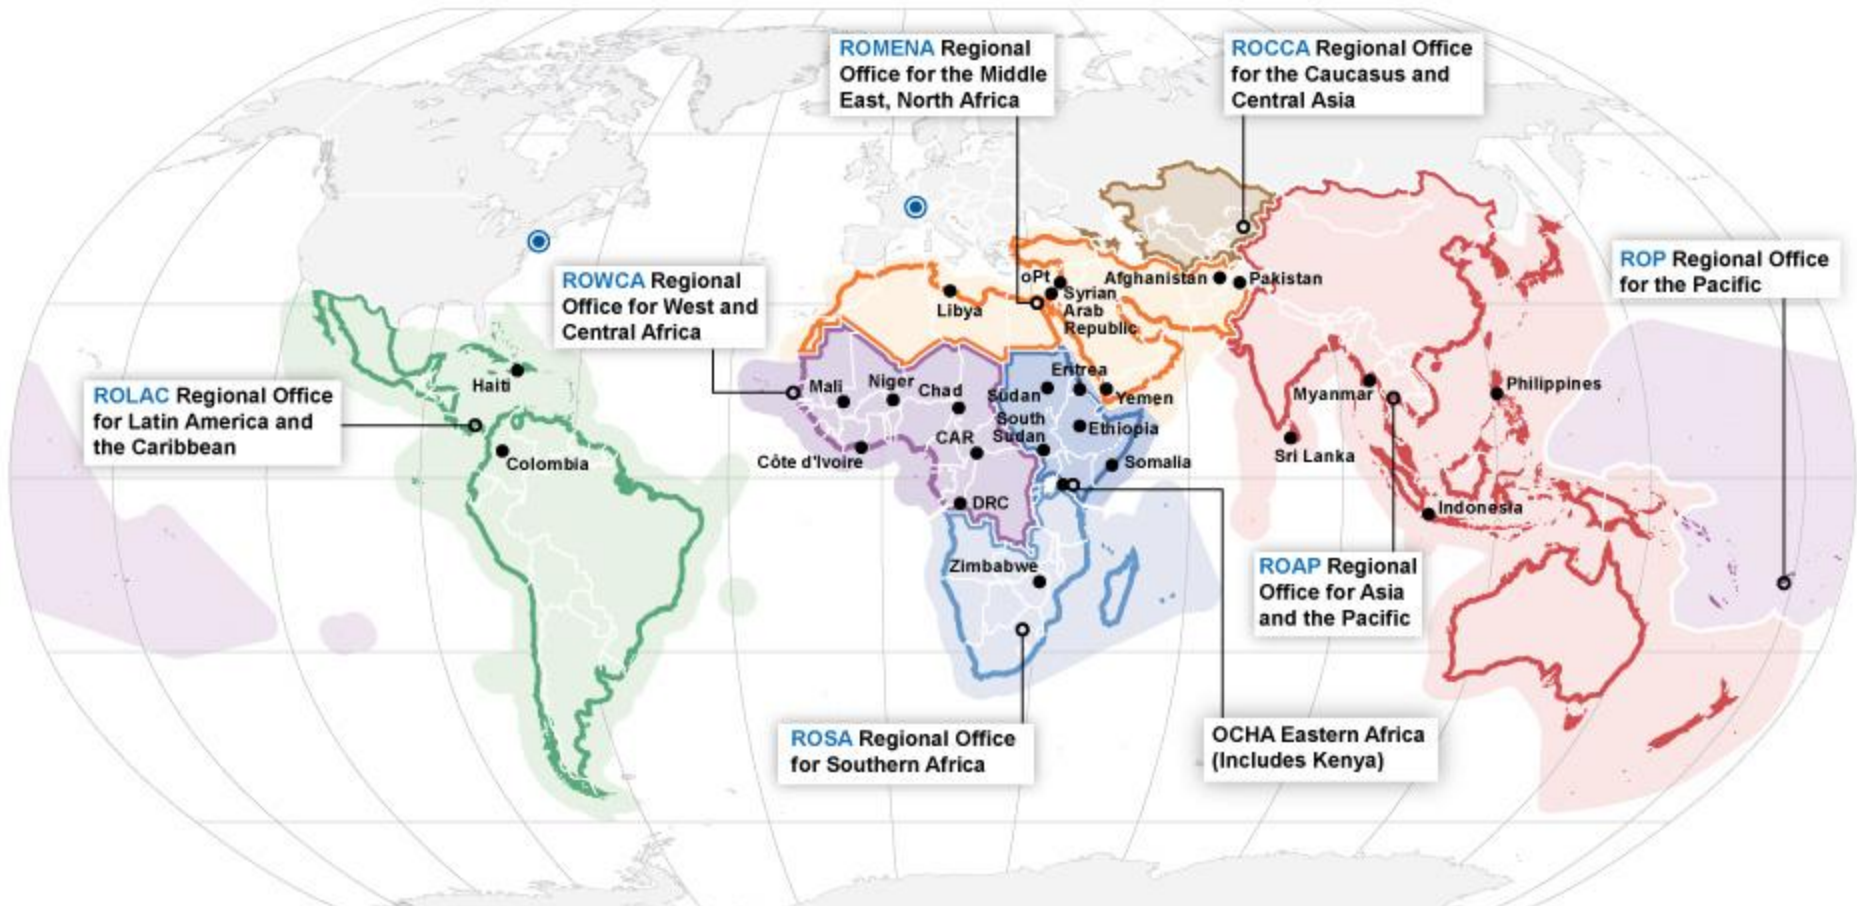 ROMENA Regional
Office for the Middle
East, North Africa
ROCCA Regional Office
for the Caucasus and
Central Asia
ROP Regional Office
for the Pacific
ROWCA Regional
Office for West and
Central Africa
ROLAC Regional Office
for Latin America and
the Caribbean
oPt
Syrian
Arab
Republic
Afghanistan
Pakistan
Libya
Haiti
Colombia
Mali
Niger
Chad
Sudan
Eritrea
Yemen
South
Sudan
Ethiopia
CAR
Côte d'Ivoire
Somalia
DRC
Zimbabwe
Myanmar
Philippines
Sri Lanka
Indonesia
ROAP Regional
Office for Asia
and the Pacific
ROSA Regional Office
for Southern Africa
OCHA Eastern Africa
(Includes Kenya)